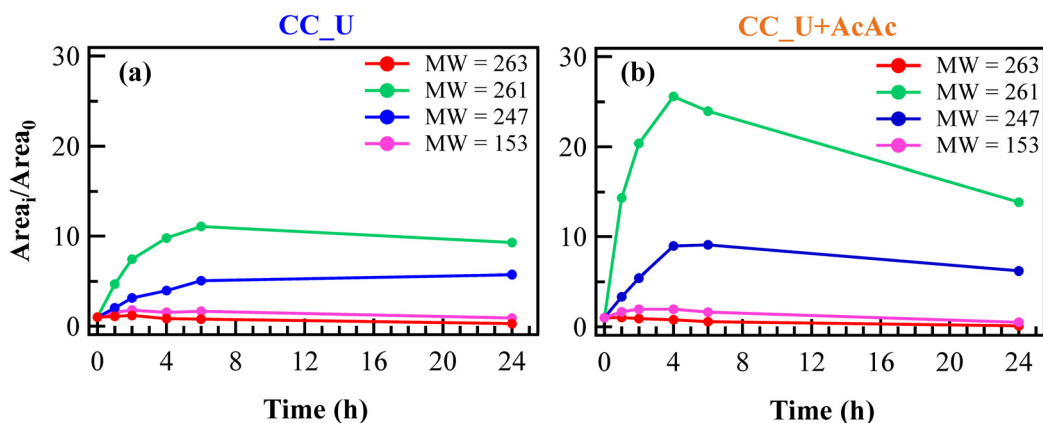 CC_U
CC_U+AcAc
(a)
MW = 263
MW = 261
MW = 247
MW = 153
30
20
10
0
0 4 8 12 16 20 24
Area_i/Area_0
Time (h)
(b)
MW = 263
MW = 261
MW = 247
MW = 153
30
20
10
0
0 4 8 12 16 20 24
Time (h)